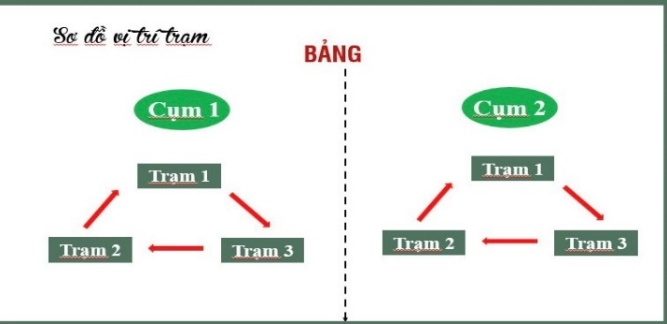 Sơ đồ vị trí trạm
BẢNG
Cụm 1
Cụm 2
Trạm 1
Trạm 2
Trạm 3
Trạm 1
Trạm 2
Trạm 3